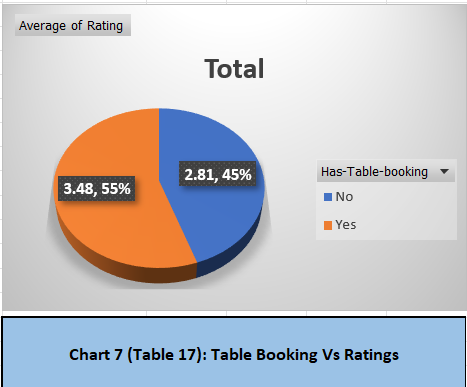 Average of Rating
Total
2.81, 45%
3.48, 55%
Has-Table-booking
No
Yes
Chart 7 (Table 17): Table Booking Vs Ratings